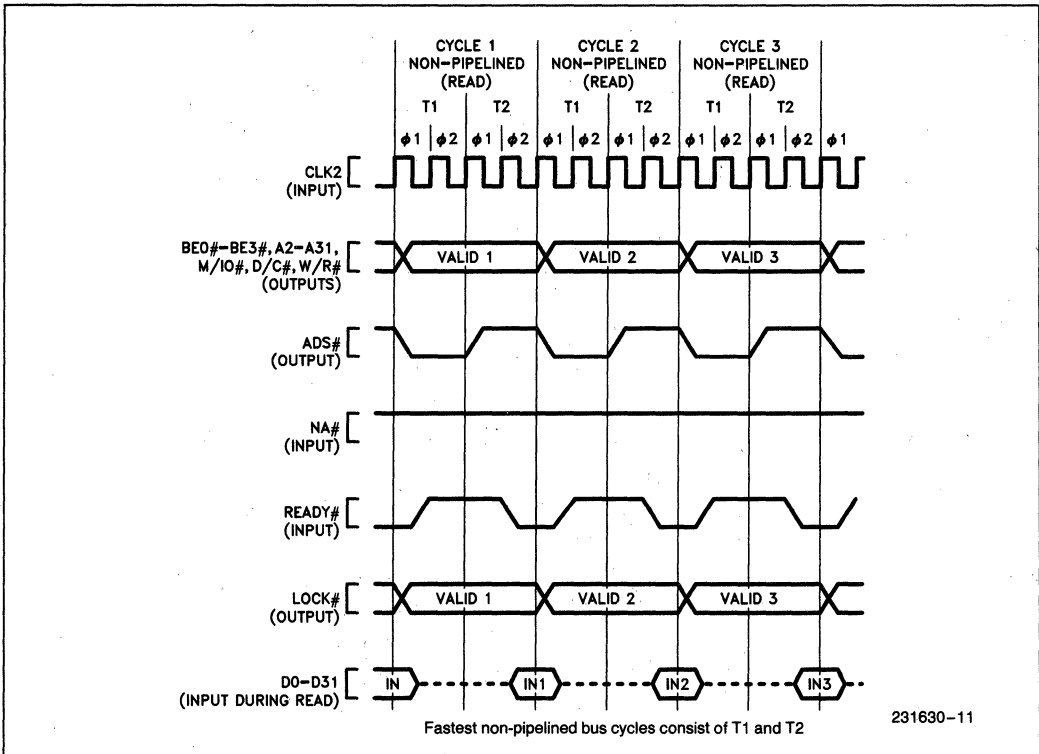 CYCLE 1
NON-PIPELINED
(READ)
CYCLE 2
NON-PIPELINED
(READ)
CYCLE 3
NON-PIPELINED
(READ)
T1 T2 T1 T2 T1 T2
φ1 φ2 φ1 φ2 φ1 φ2 φ1 φ2 φ1 φ2 φ1 φ2 φ1
CLK2
(INPUT)
BE0#-BE3#, A2-A31,
M/IO#, D/C#, W/R#
(OUTPUTS)
VALID 1 VALID 2 VALID 3
ADS#
(OUTPUT)
NA#
(INPUT)
READY#
(INPUT)
LOCK#
(OUTPUT)
VALID 1 VALID 2 VALID 3
D0-D31
(INPUT DURING READ)
IN IN1 IN2 IN3
Fastest non-pipelined bus cycles consist of T1 and T2
231630-11